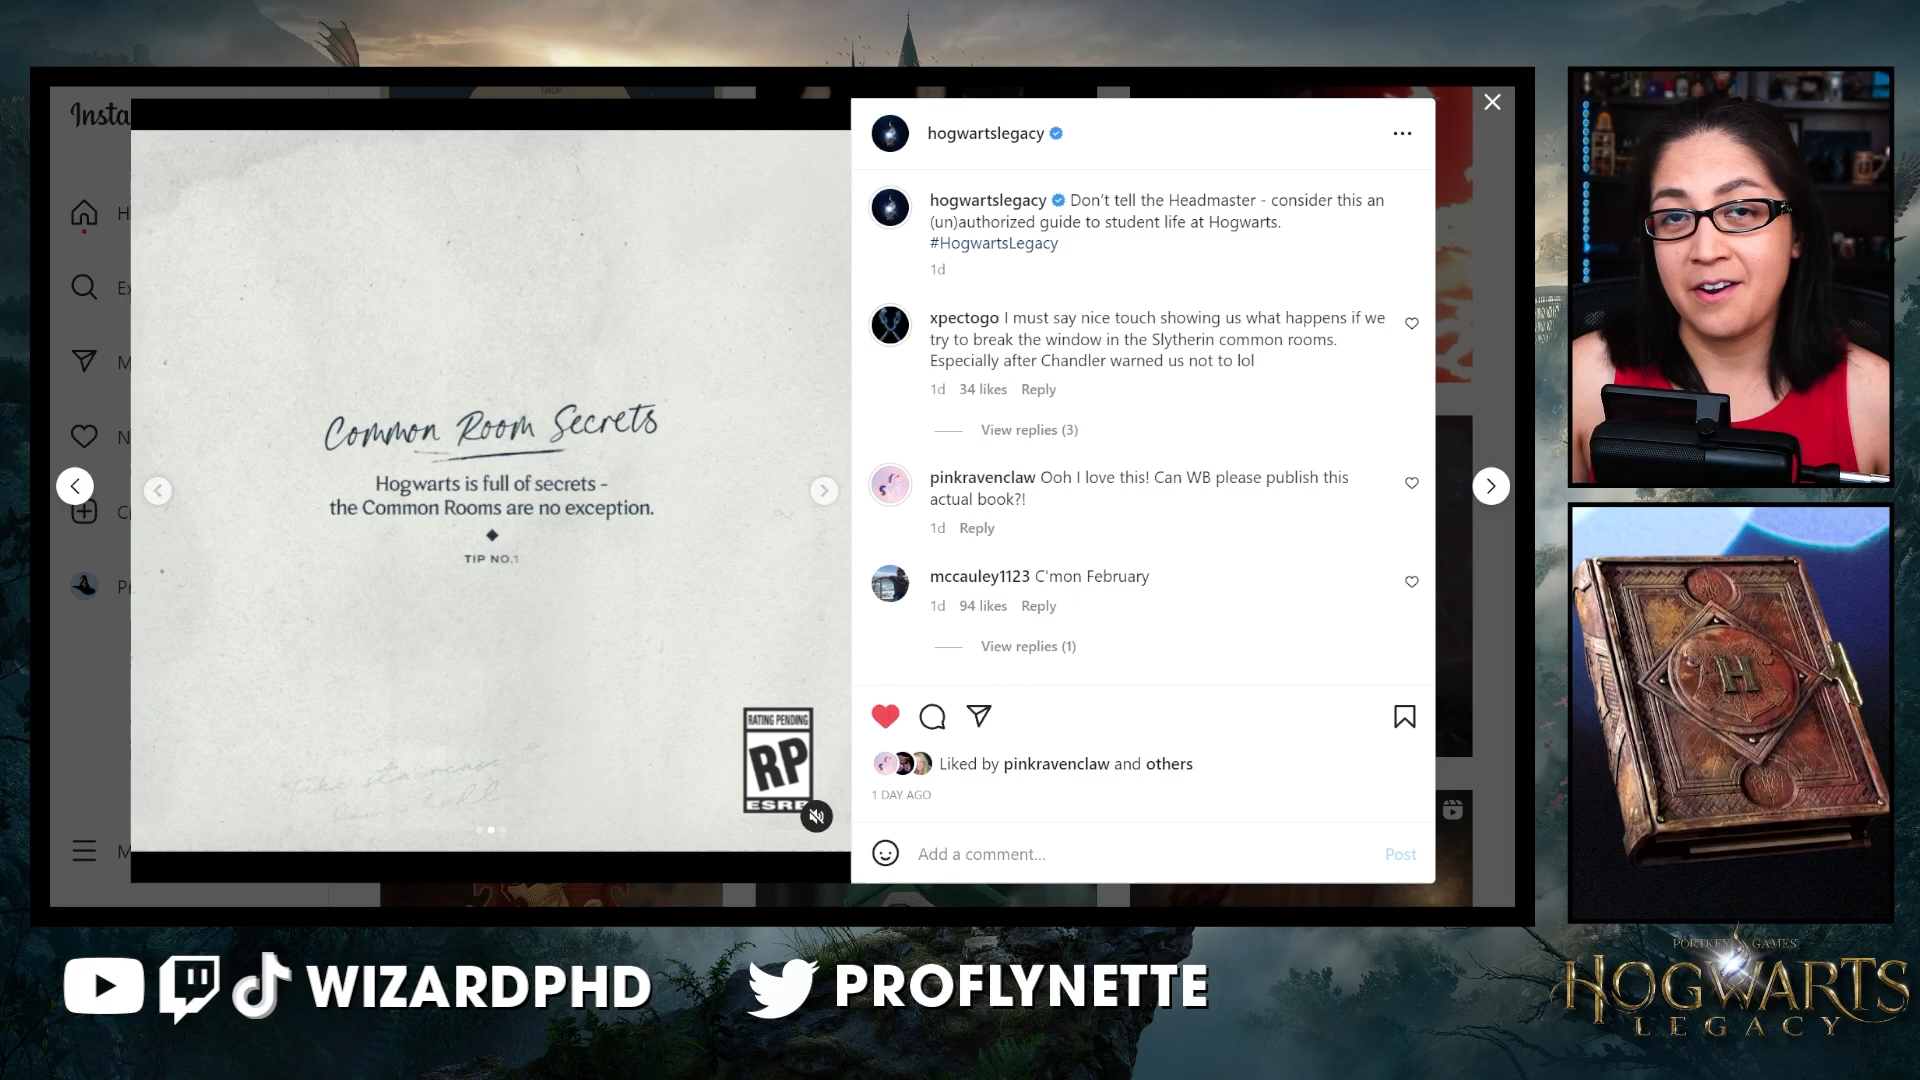 SHOP
Insta
H
Ex
M
N
C
P
M
Common Room Secrets
Hogwarts is full of secrets -
the Common Rooms are no exception.
TIP NO.1
RATING PENDING
RP
ESRB
hogwartslegacy
hogwartslegacy Don't tell the Headmaster - consider this an
(un)authorized guide to student life at Hogwarts.
#HogwartsLegacy
1d
xpectogo I must say nice touch showing us what happens if we
try to break the window in the Slytherin common rooms.
Especially after Chandler warned us not to lol
1d 34 likes Reply
View replies (3)
pinkravenclaw Ooh I love this! Can WB please publish this
actual book?!
1d Reply
mccauley1123 C'mon February
1d 94 likes Reply
View replies (1)
Liked by pinkravenclaw and others
1 DAY AGO
Add a comment...
Post
H
WIZARDPHD
PROFLYNETTE
PORTKEY GAMES
HOGWARTS
LEGACY